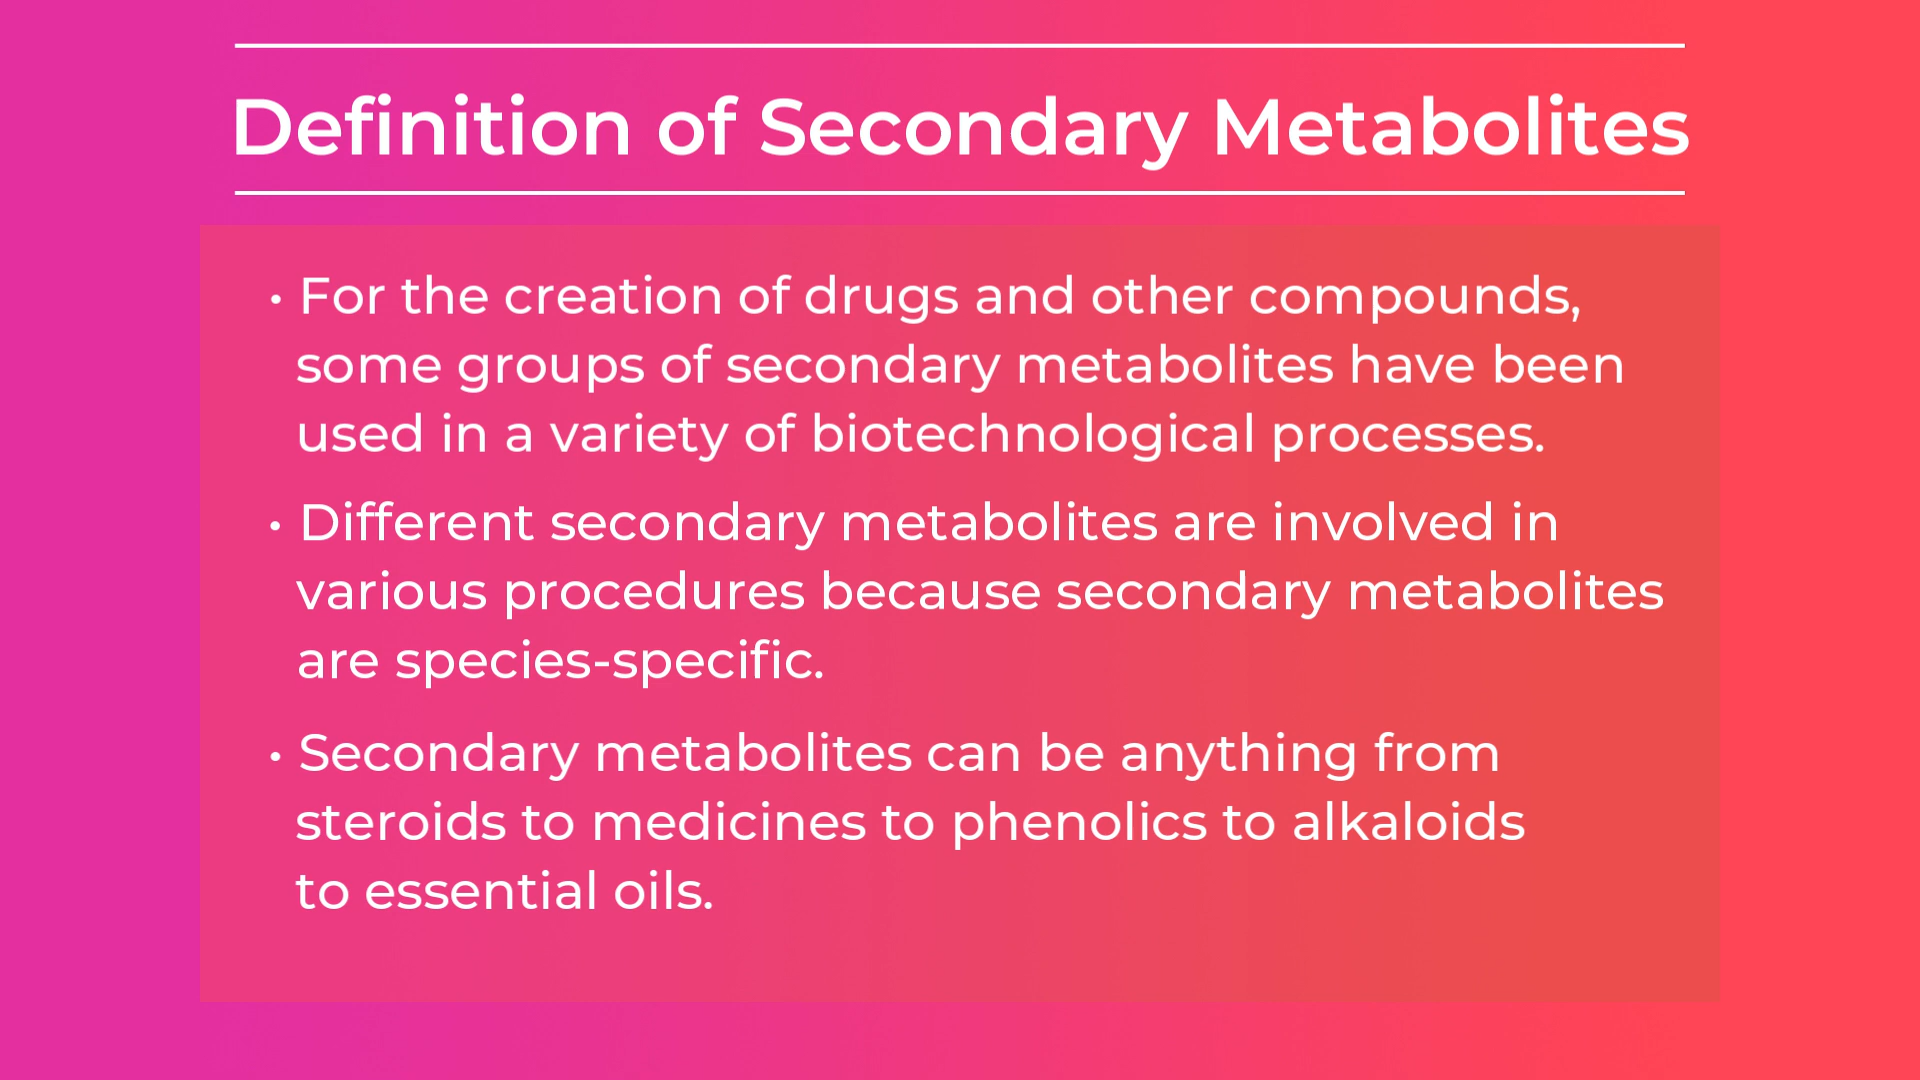 Definition of Secondary Metabolites
• For the creation of drugs and other compounds,
some groups of secondary metabolites have been
used in a variety of biotechnological processes.
• Different secondary metabolites are involved in
various procedures because secondary metabolites
are species-specific.
• Secondary metabolites can be anything from
steroids to medicines to phenolics to alkaloids
to essential oils.